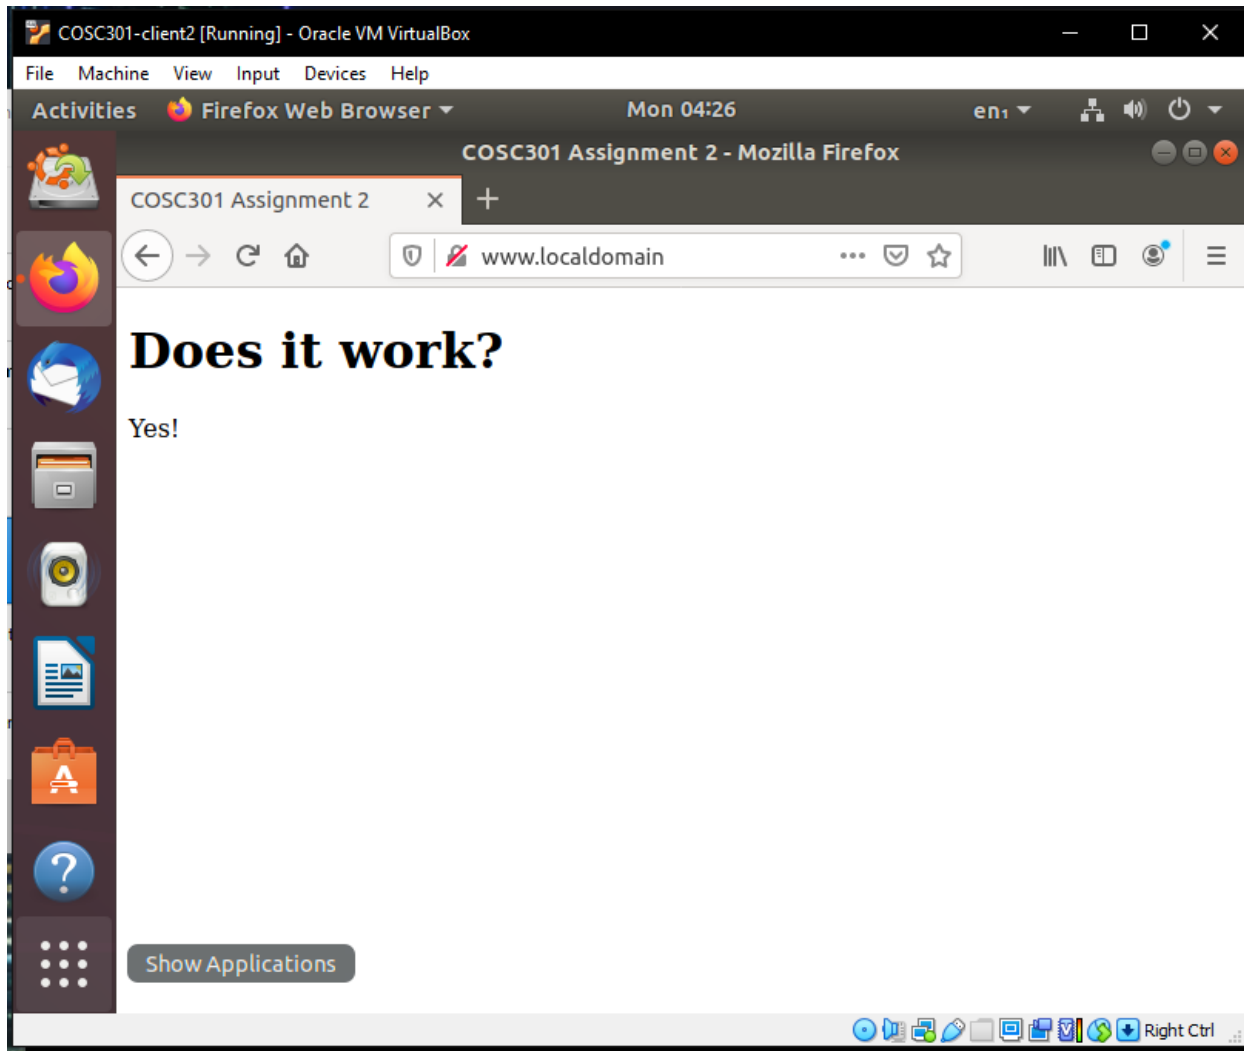 COSC301-client2 [Running] - Oracle VM VirtualBox
File Machine View Input Devices Help
Activities Firefox Web Browser Mon 04:26 en₁
COSC301 Assignment 2 - Mozilla Firefox
COSC301 Assignment 2
www.localdomain
Does it work?
Yes!
Show Applications
Right Ctrl